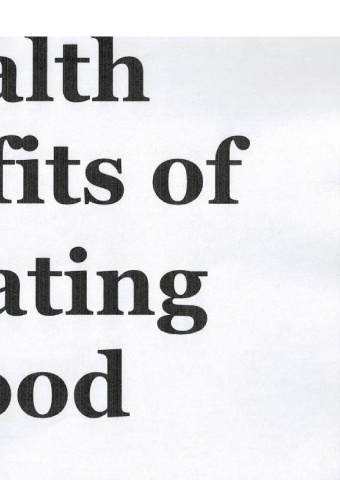 alth
fits of
ating
ood